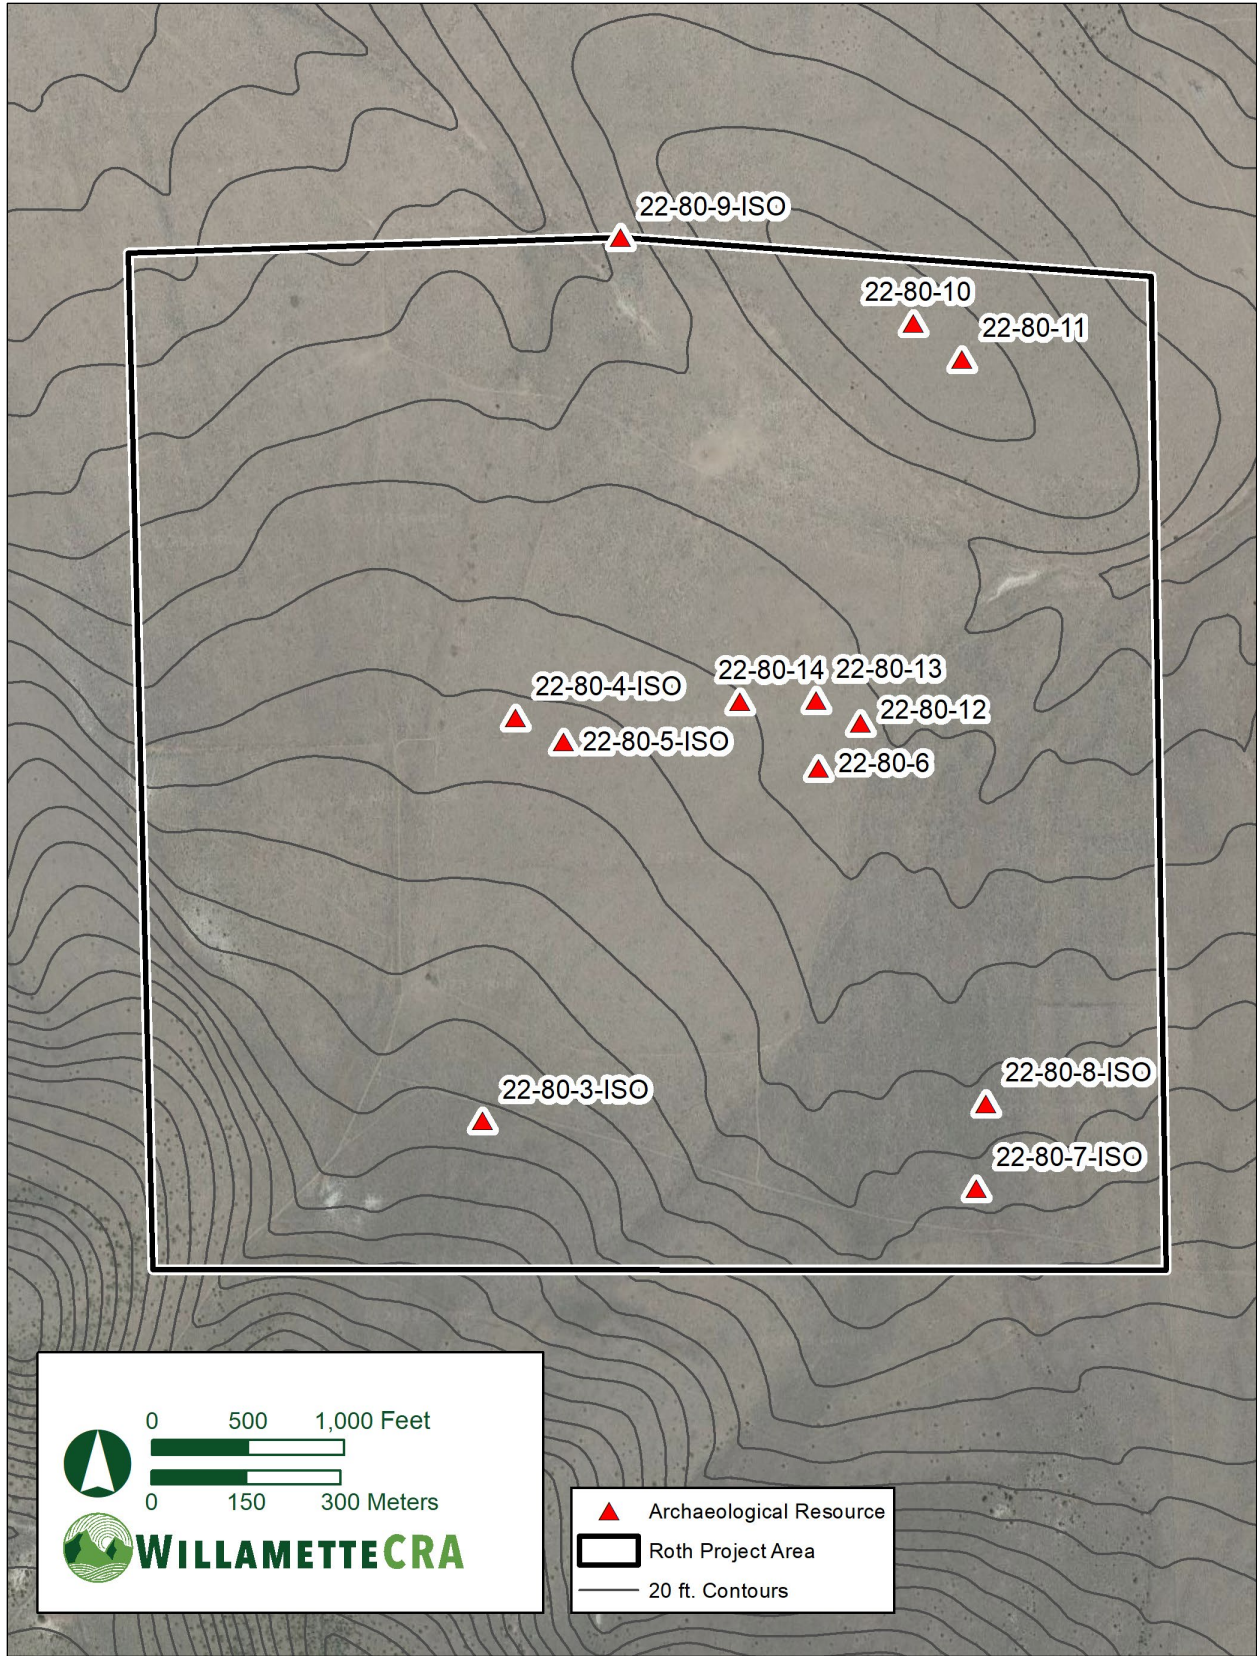 22-80-9-ISO
22-80-10
22-80-11
22-80-14
22-80-13
22-80-4-ISO
22-80-12
22-80-5-ISO
22-80-6
22-80-8-ISO
22-80-3-ISO
22-80-7-ISO
0 500 1,000 Feet
0 150 300 Meters
WILLAMETTECRA
Archaeological Resource
Roth Project Area
20 ft. Contours